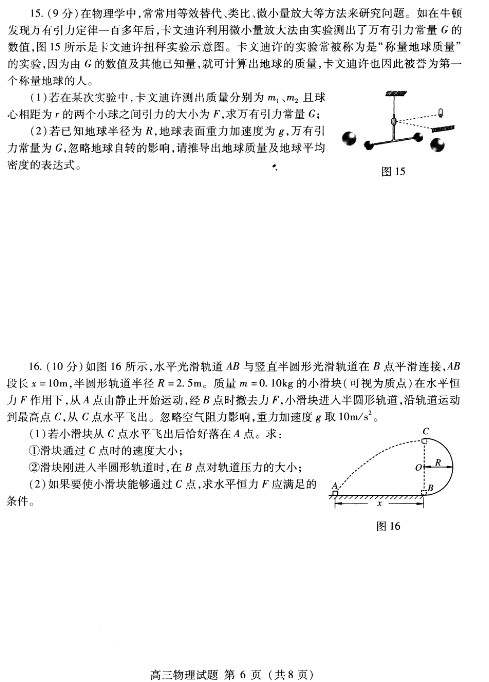 15. (9 分) 在物理学中,常常用等效替代、类比、微小量放大等方法来研究问题。如在牛顿
发现万有引力定律一百多年后,卡文迪许利用微小量放大法由实验测出了万有引力常量 G 的
数值,图 15 所示是卡文迪许扭秤实验示意图。卡文迪许的实验常被称为是“称量地球质量”
的实验,因为由 G 的数值及其他已知量,就可计算出地球的质量,卡文迪许也因此被誉为第一
个称量地球的人。
(1)若在某次实验中,卡文迪许测出质量分别为 m₁、m₂ 且球
心相距为 r 的两个小球之间引力的大小为 F,求万有引力常量 G;
(2)若已知地球半径为 R,地球表面重力加速度为 g,万有引
力常量为 G,忽略地球自转的影响,请推导出地球质量及地球平均
密度的表达式。
图 15
16. (10 分)如图 16 所示,水平光滑轨道 AB 与竖直半圆形光滑轨道在 B 点平滑连接,AB
段长 x = 10m,半圆形轨道半径 R = 2.5m。质量 m = 0.10kg 的小滑块(可视为质点)在水平恒
力 F 作用下,从 A 点由静止开始运动,经 B 点时撤去力 F,小滑块进入半圆形轨道,沿轨道运动
到最高点 C,从 C 点水平飞出。忽略空气阻力影响,重力加速度 g 取 10m/s²。
(1)若小滑块从 C 点水平飞出后恰好落在 A 点。求:
①滑块通过 C 点时的速度大小;
②滑块刚进入半圆形轨道时,在 B 点对轨道压力的大小;
(2)如果要使小滑块能够通过 C 点,求水平恒力 F 应满足的
条件。
C
O
R
A
B
x
图 16
高三物理试题 第 6 页 (共 8 页)